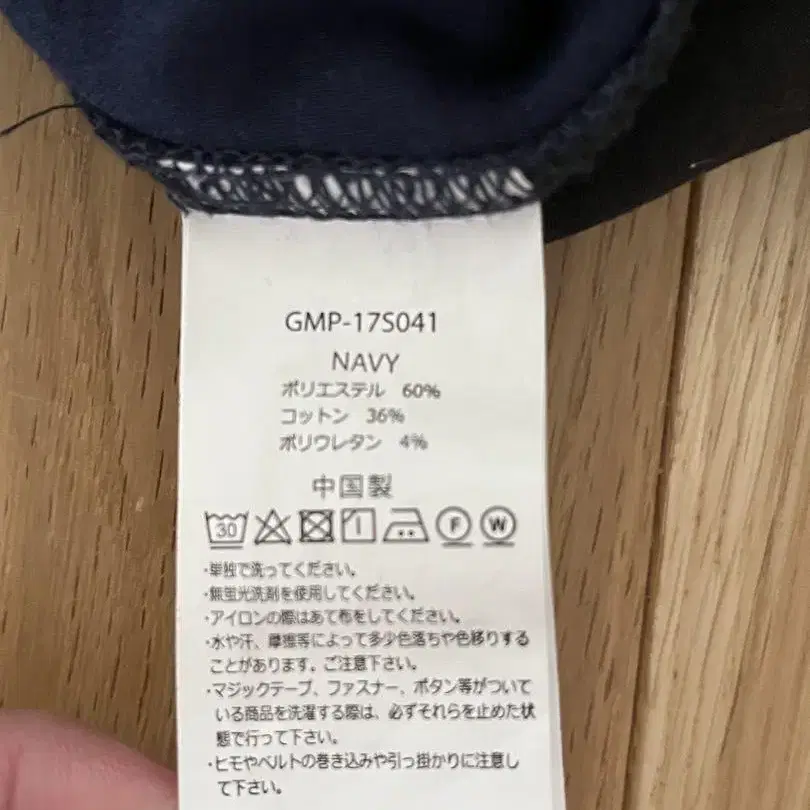 GMP-17S041
NAVY
ポリエステル 60%
コットン 36%
ポリウレタン 4%
中国製
30 F W
・単独で洗ってください。
・無蛍光洗剤を使用してください。
・アイロンの際はあて布をしてください。
・水や汗、摩擦等によって多少色落ちや色移りする
ことがあります。ご注意下さい。
・マジックテープ、ファスナー、ボタン等がついて
いる商品を洗濯する際は、必ずそれらを止めた状
態で行って下さい。
・ヒモやベルトの巻き込みや引っ掛かりに注意し
て下さい。